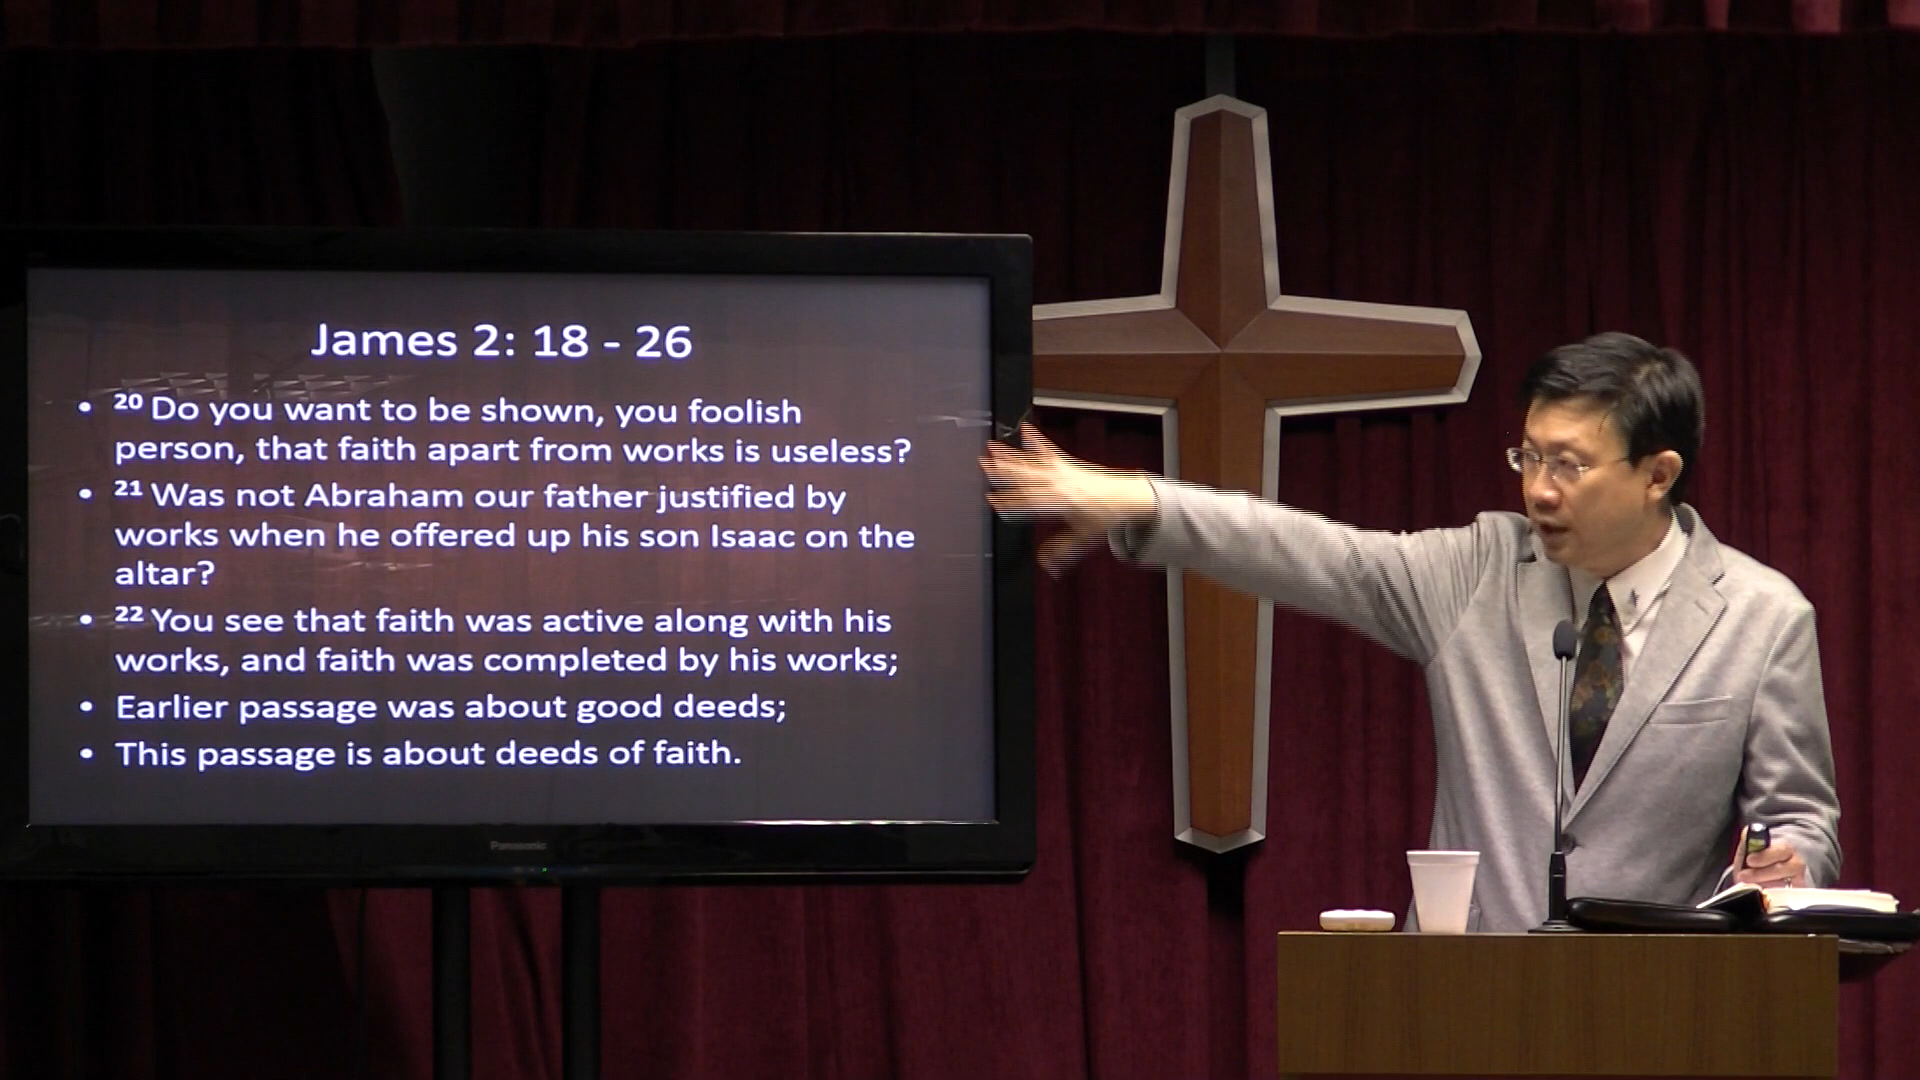 James 2: 18 - 26
• 20 Do you want to be shown, you foolish
person, that faith apart from works is useless?
• 21 Was not Abraham our father justified by
works when he offered up his son Isaac on the
altar?
• 22 You see that faith was active along with his
works, and faith was completed by his works;
• Earlier passage was about good deeds;
• This passage is about deeds of faith.
Panasonic